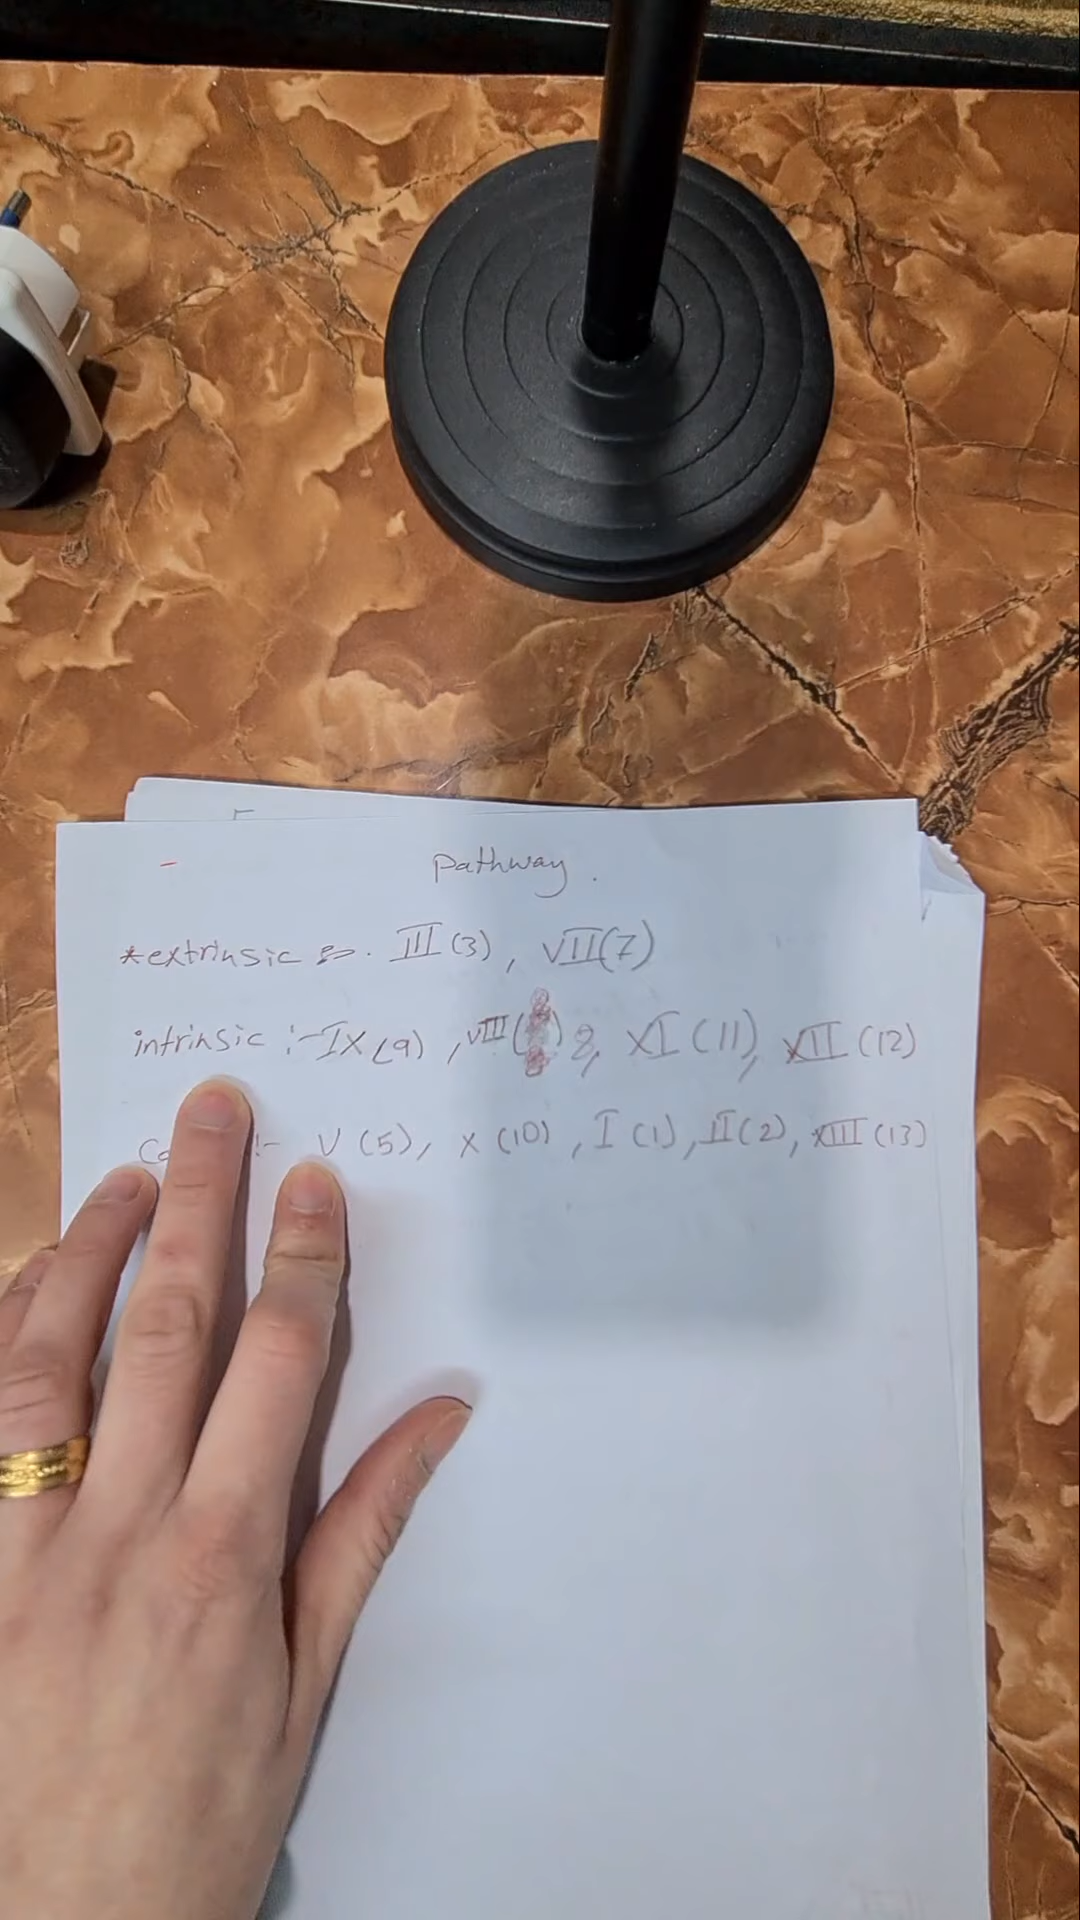 Pathway.
*extrinsic :-. III (3), VII (7)
intrinsic :- IX (9), VIII ( ) 8, XI (11), XII (12)
:- V (5), X (10), I (1), II (2), XIII (13)